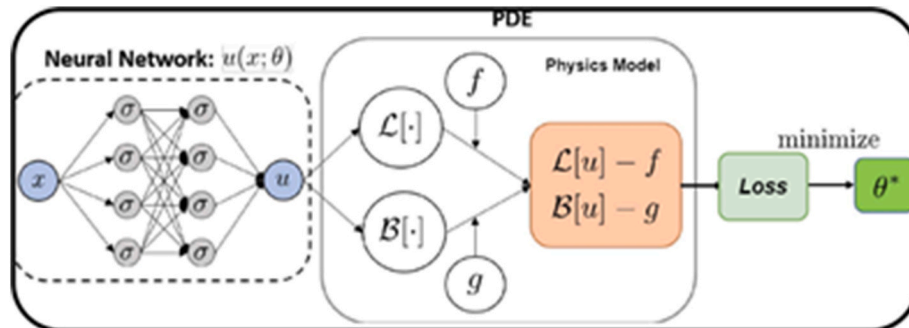 PDE
Neural Network: u(x; θ)
Physics Model
f
σ σ
ℒ[·]
σ σ
minimize
x
u
ℒ[u] − f
Loss
θ*
σ σ
ℬ[u] − g
ℬ[·]
σ σ
g